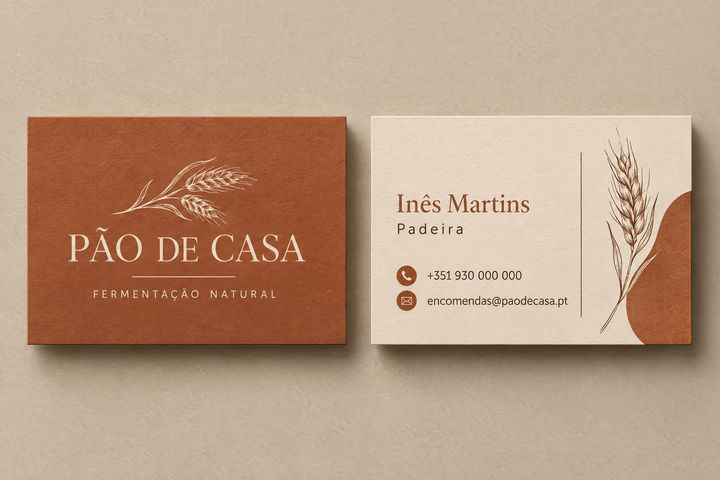 PÃO DE CASA
FERMENTAÇÃO NATURAL
Inês Martins
Padeira
+351 930 000 000
encomendas@paodecasa.pt